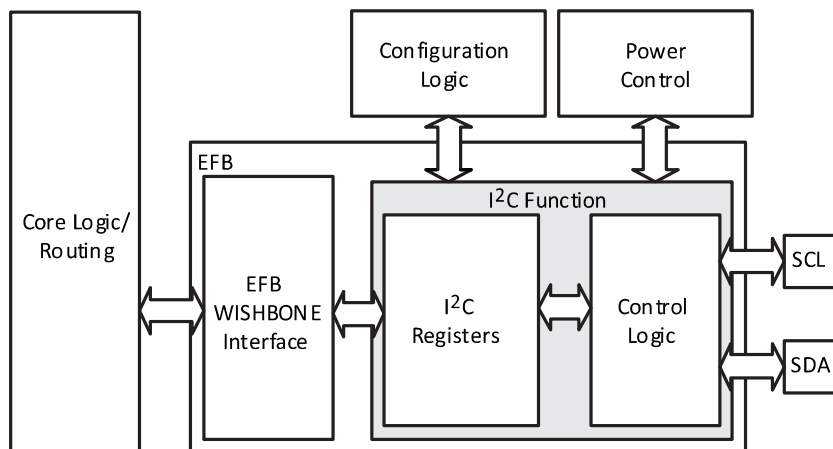 Configuration
Logic
Power
Control
EFB
Core Logic/
Routing
I²C Function
EFB
WISHBONE
Interface
I²C
Registers
Control
Logic
SCL
SDA